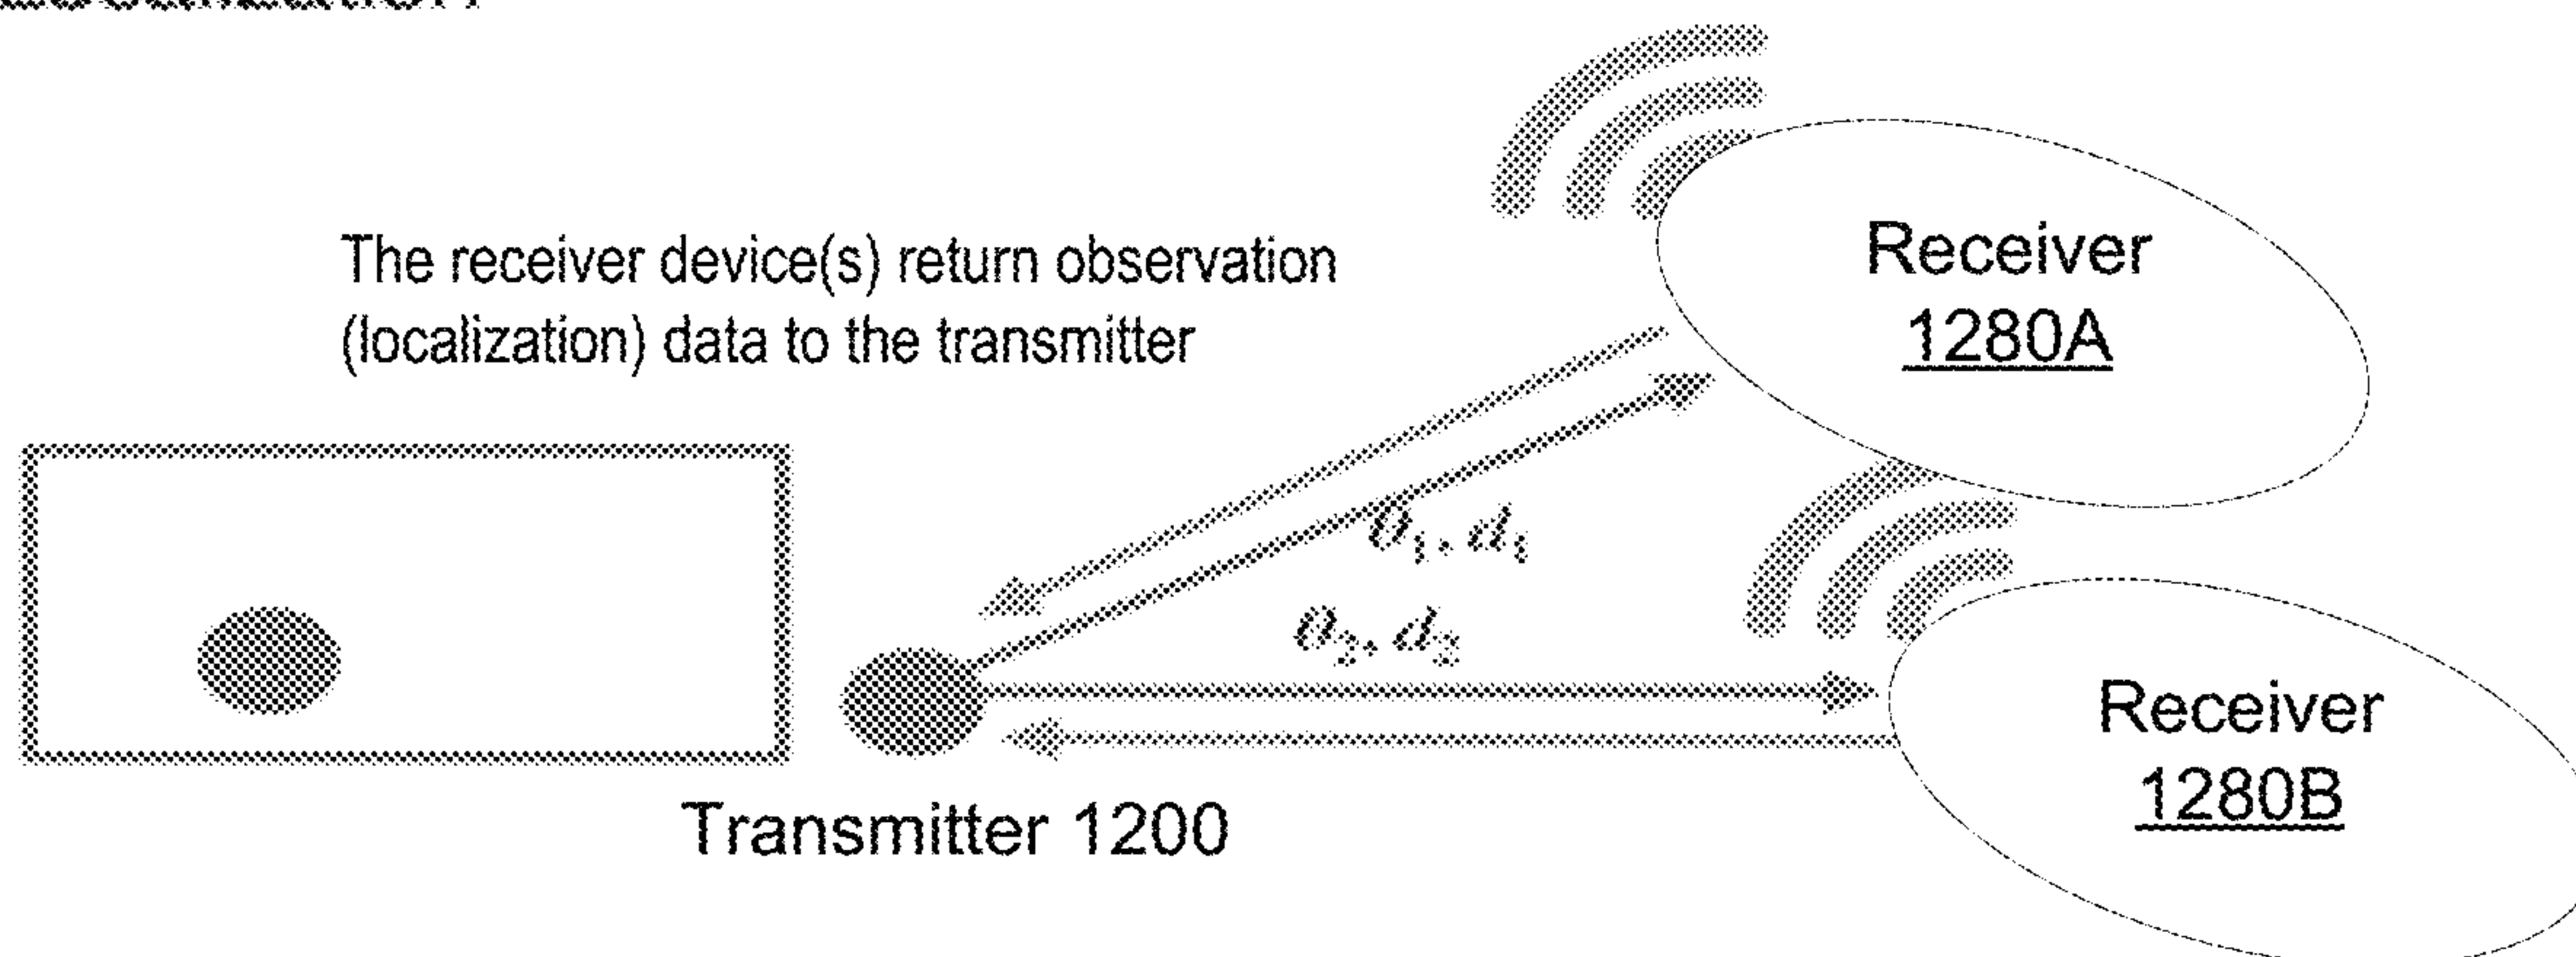 The receiver device(s) return observation
(localization) data to the transmitter
Receiver
1280A
θ₁, d₁
θ₂, d₂
Receiver
1280B
Transmitter 1200